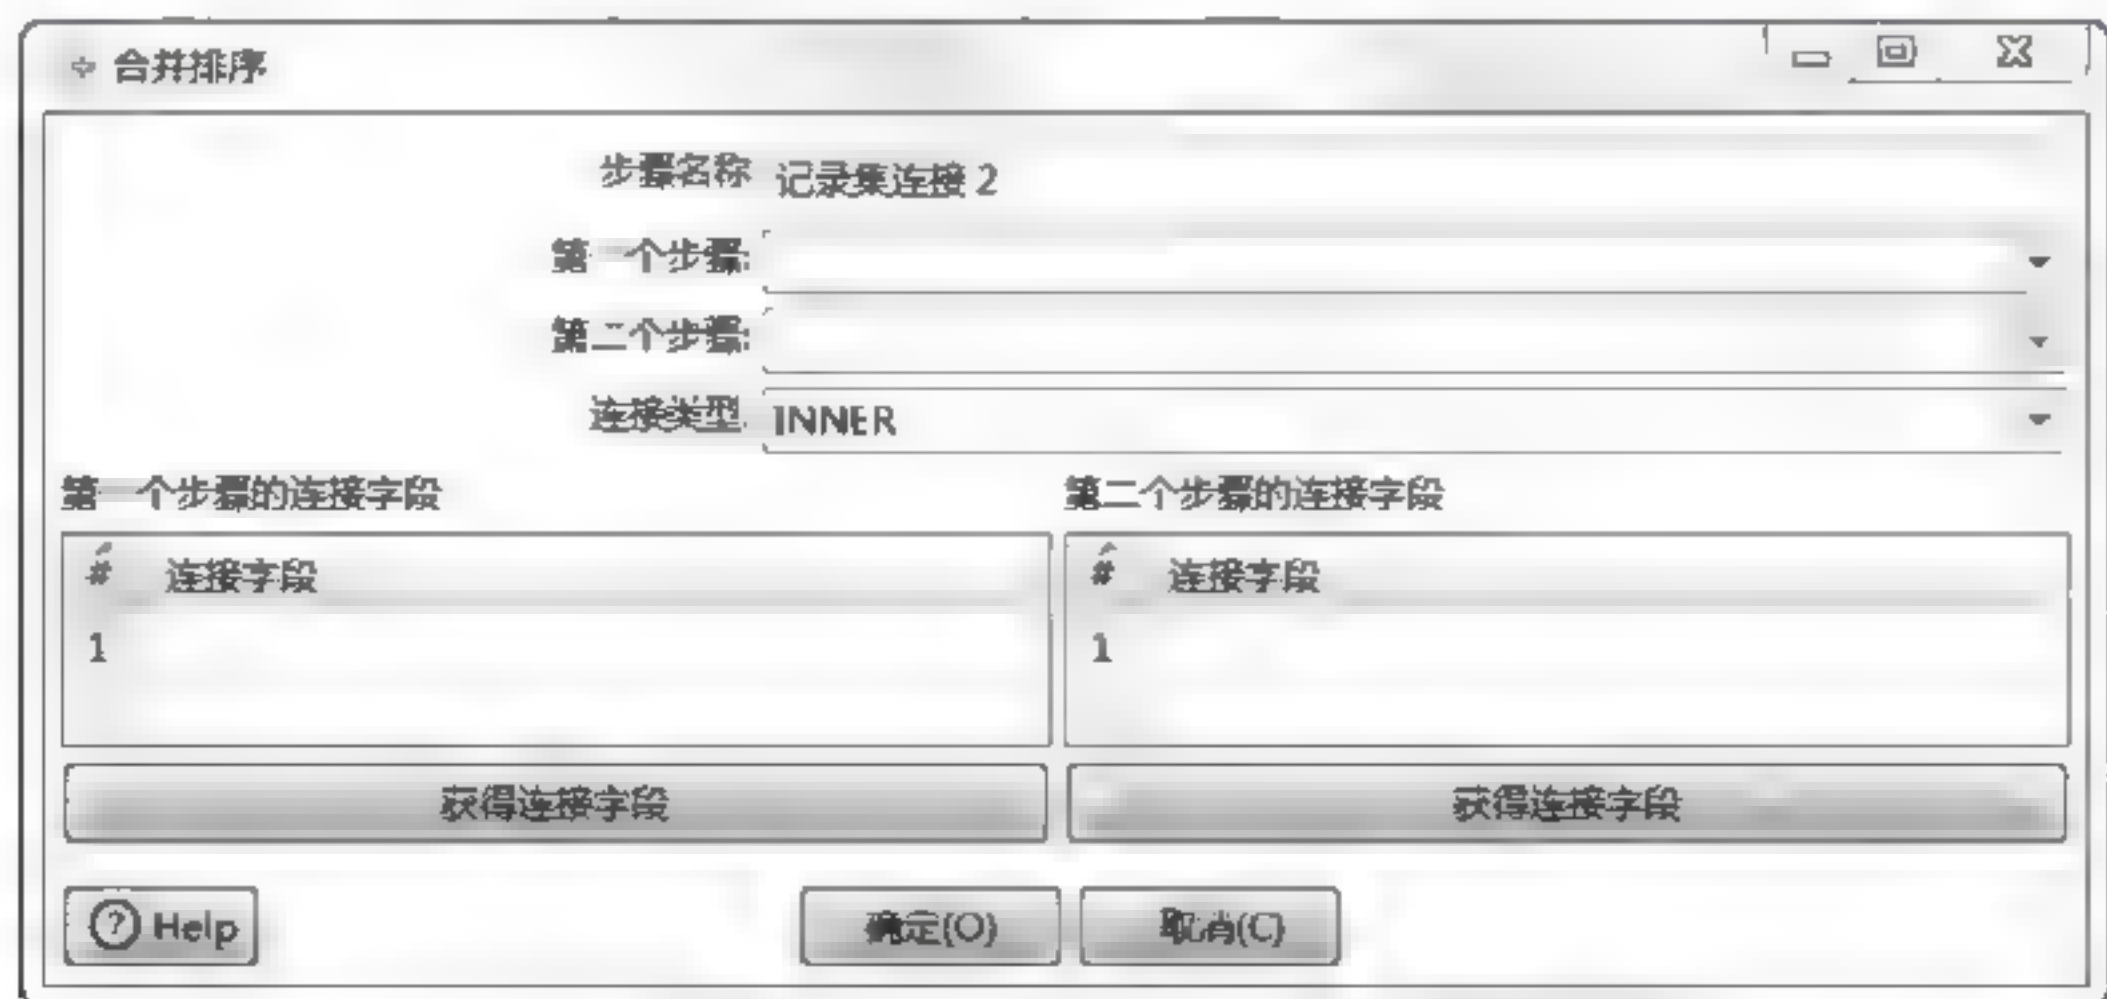 合并排序
步骤名称 记录集连接 2
第一个步骤:
第二个步骤:
连接类型 INNER
第一个步骤的连接字段 第二个步骤的连接字段
# 连接字段 # 连接字段
1 1
获得连接字段 获得连接字段
Help 确定(O) 取消(C)